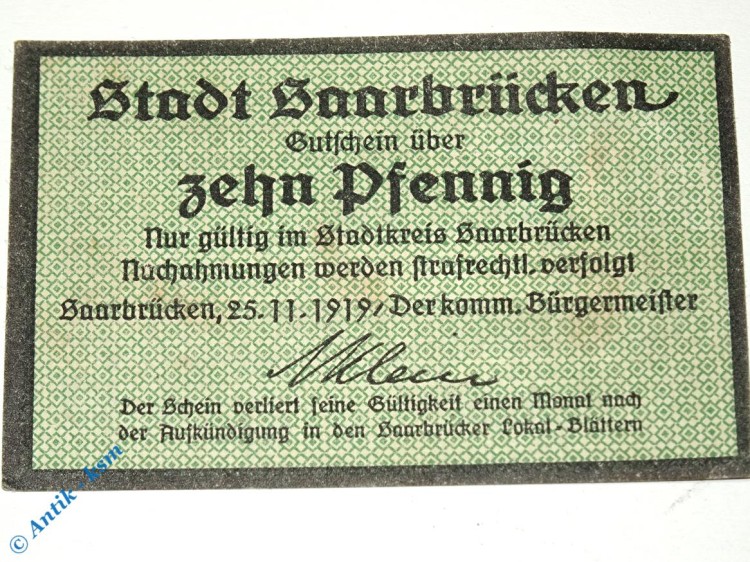 Stadt Saarbrücken
Gutschein über
zehn Pfennig
Nur gültig im Stadtkreis Saarbrücken
Nachahmungen werden strafrechtl. verfolgt
Saarbrücken, 25.11.1919, Der komm. Bürgermeister
Klein
Der Schein verliert seine Gültigkeit einen Monat nach
der Aufkündigung in den Saarbrücker Lokal-Blättern
© Antik - ksm